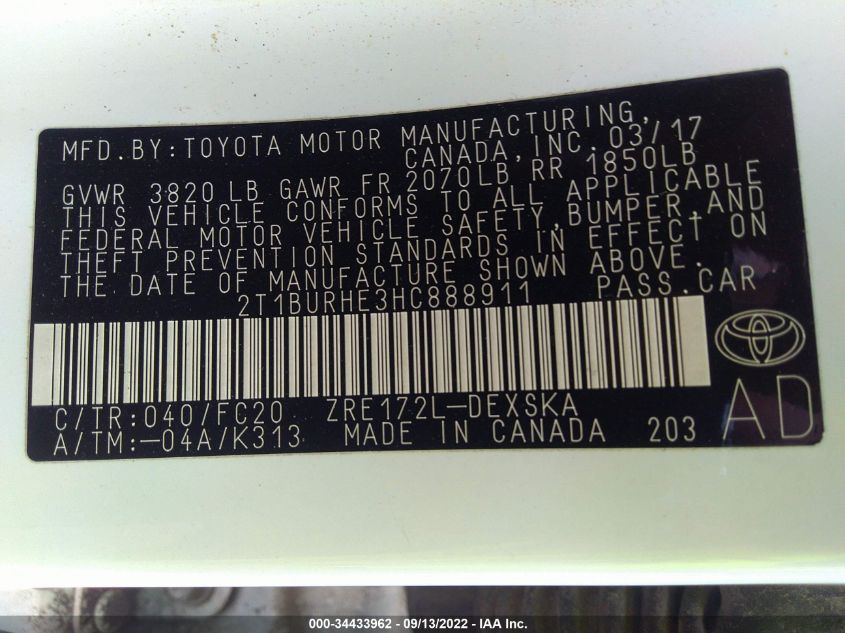 MFD.BY:TOYOTA MOTOR MANUFACTURING,
CANADA,INC. 03/17
GVWR 3820 LB GAWR FR 2070LB RR 1850LB
THIS VEHICLE CONFORMS TO ALL APPLICABLE
FEDERAL MOTOR VEHICLE SAFETY,BUMPER,AND
THEFT PREVENTION STANDARDS IN EFFECT ON
THE DATE OF MANUFACTURE SHOWN ABOVE.
2T1BURHE3HC888911 PASS.CAR
C/TR:040/FC20 ZRE172L-DEXSKA
A/TM:-04A/K313 MADE IN CANADA 203
AD
000-34433962 - 09/13/2022 - IAA Inc.